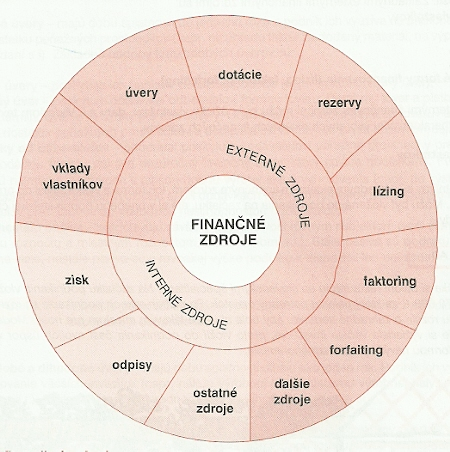 FINANČNÉ
ZDROJE
EXTERNÉ ZDROJE
INTERNÉ ZDROJE
dotácie
rezervy
lízing
faktoring
forfaiting
ďalšie
zdroje
ostatné
zdroje
odpisy
zisk
vklady
vlastníkov
úvery